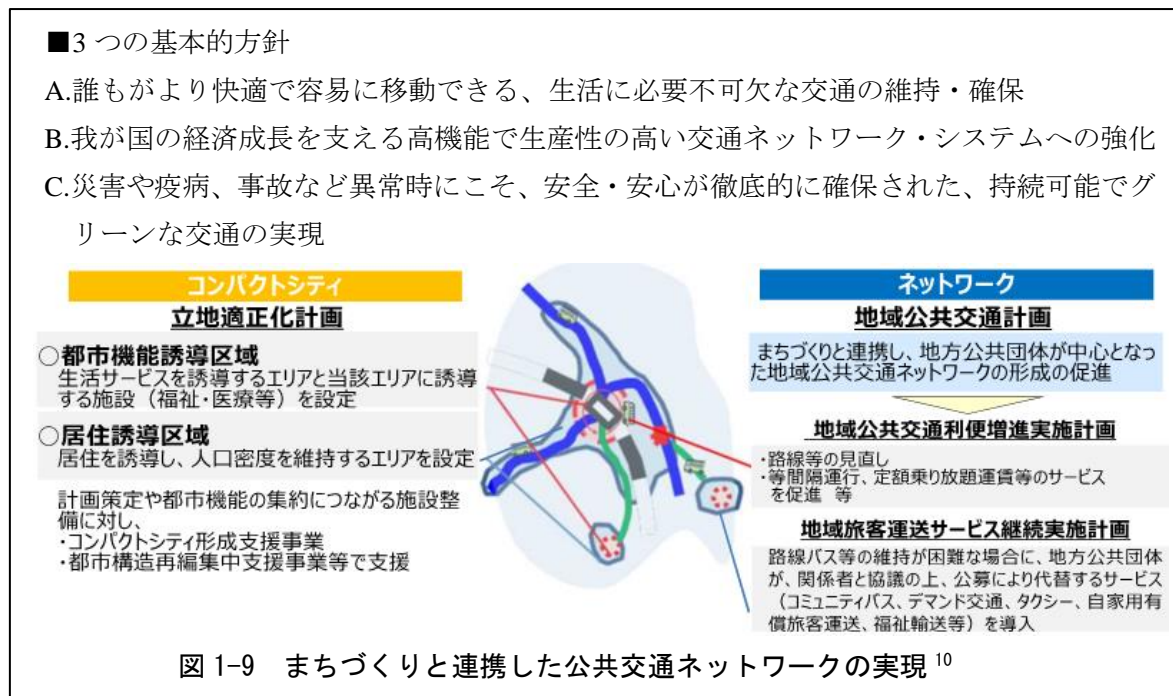 ■3 つの基本的方針
A.誰もがより快適で容易に移動できる、生活に必要不可欠な交通の維持・確保
B.我が国の経済成長を支える高機能で生産性の高い交通ネットワーク・システムへの強化
C.災害や疫病、事故など異常時にこそ、安全・安心が徹底的に確保された、持続可能でグ
リーンな交通の実現
コンパクトシティ
立地適正化計画
○都市機能誘導区域
生活サービスを誘導するエリアと当該エリアに誘導
する施設（福祉・医療等）を設定
○居住誘導区域
居住を誘導し、人口密度を維持するエリアを設定
計画策定や都市機能の集約につながる施設整
備に対し、
・コンパクトシティ形成支援事業
・都市構造再編集中支援事業等で支援
ネットワーク
地域公共交通計画
まちづくりと連携し、地方公共団体が中心となっ
た地域公共交通ネットワークの形成の促進
地域公共交通利便増進実施計画
・路線等の見直し
・等間隔運行、定額乗り放題運賃等のサービス
を促進 等
地域旅客運送サービス継続実施計画
路線バス等の維持が困難な場合に、地方公共団体
が、関係者と協議の上、公募により代替するサービス
（コミュニティバス、デマンド交通、タクシー、自家用有
償旅客運送、福祉輸送等）を導入
図 1-9 まちづくりと連携した公共交通ネットワークの実現 10